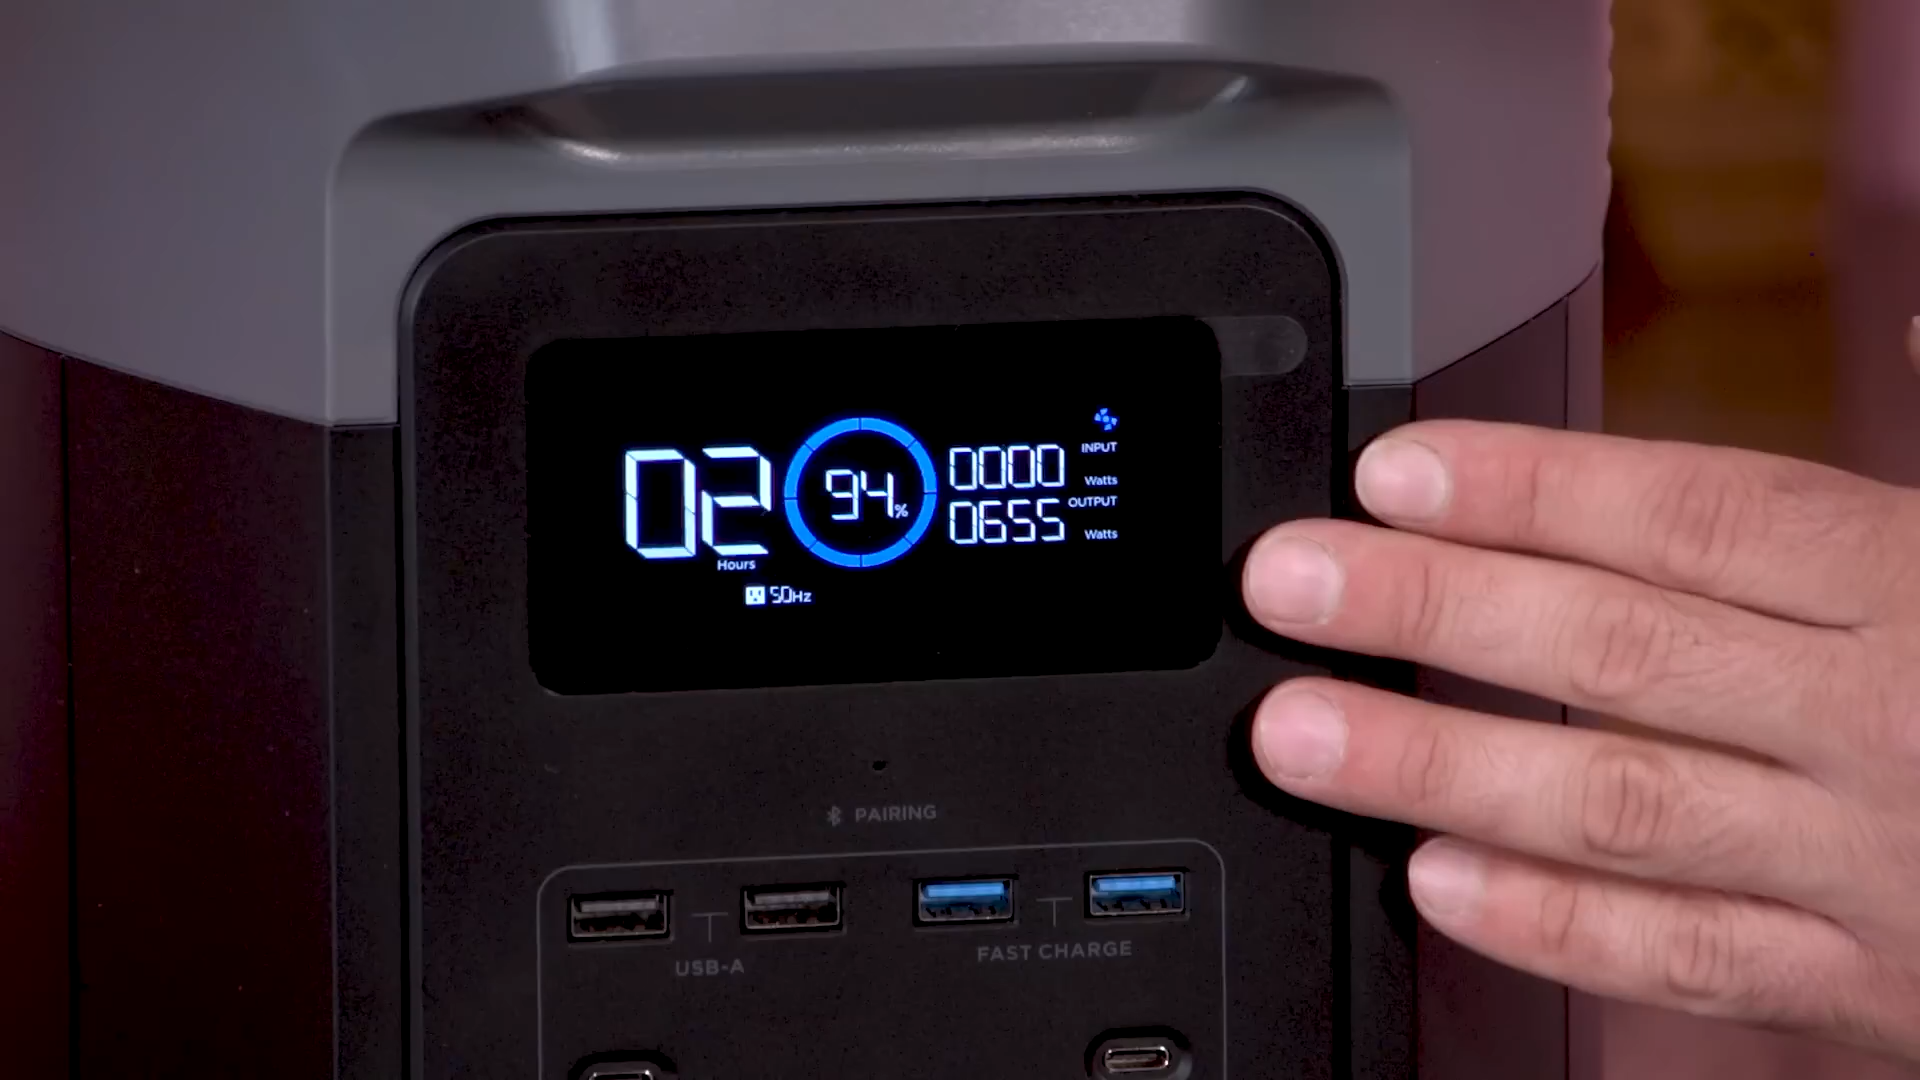 02
Hours
94%
0000
INPUT
Watts
0655
OUTPUT
Watts
50Hz
PAIRING
USB-A
FAST CHARGE